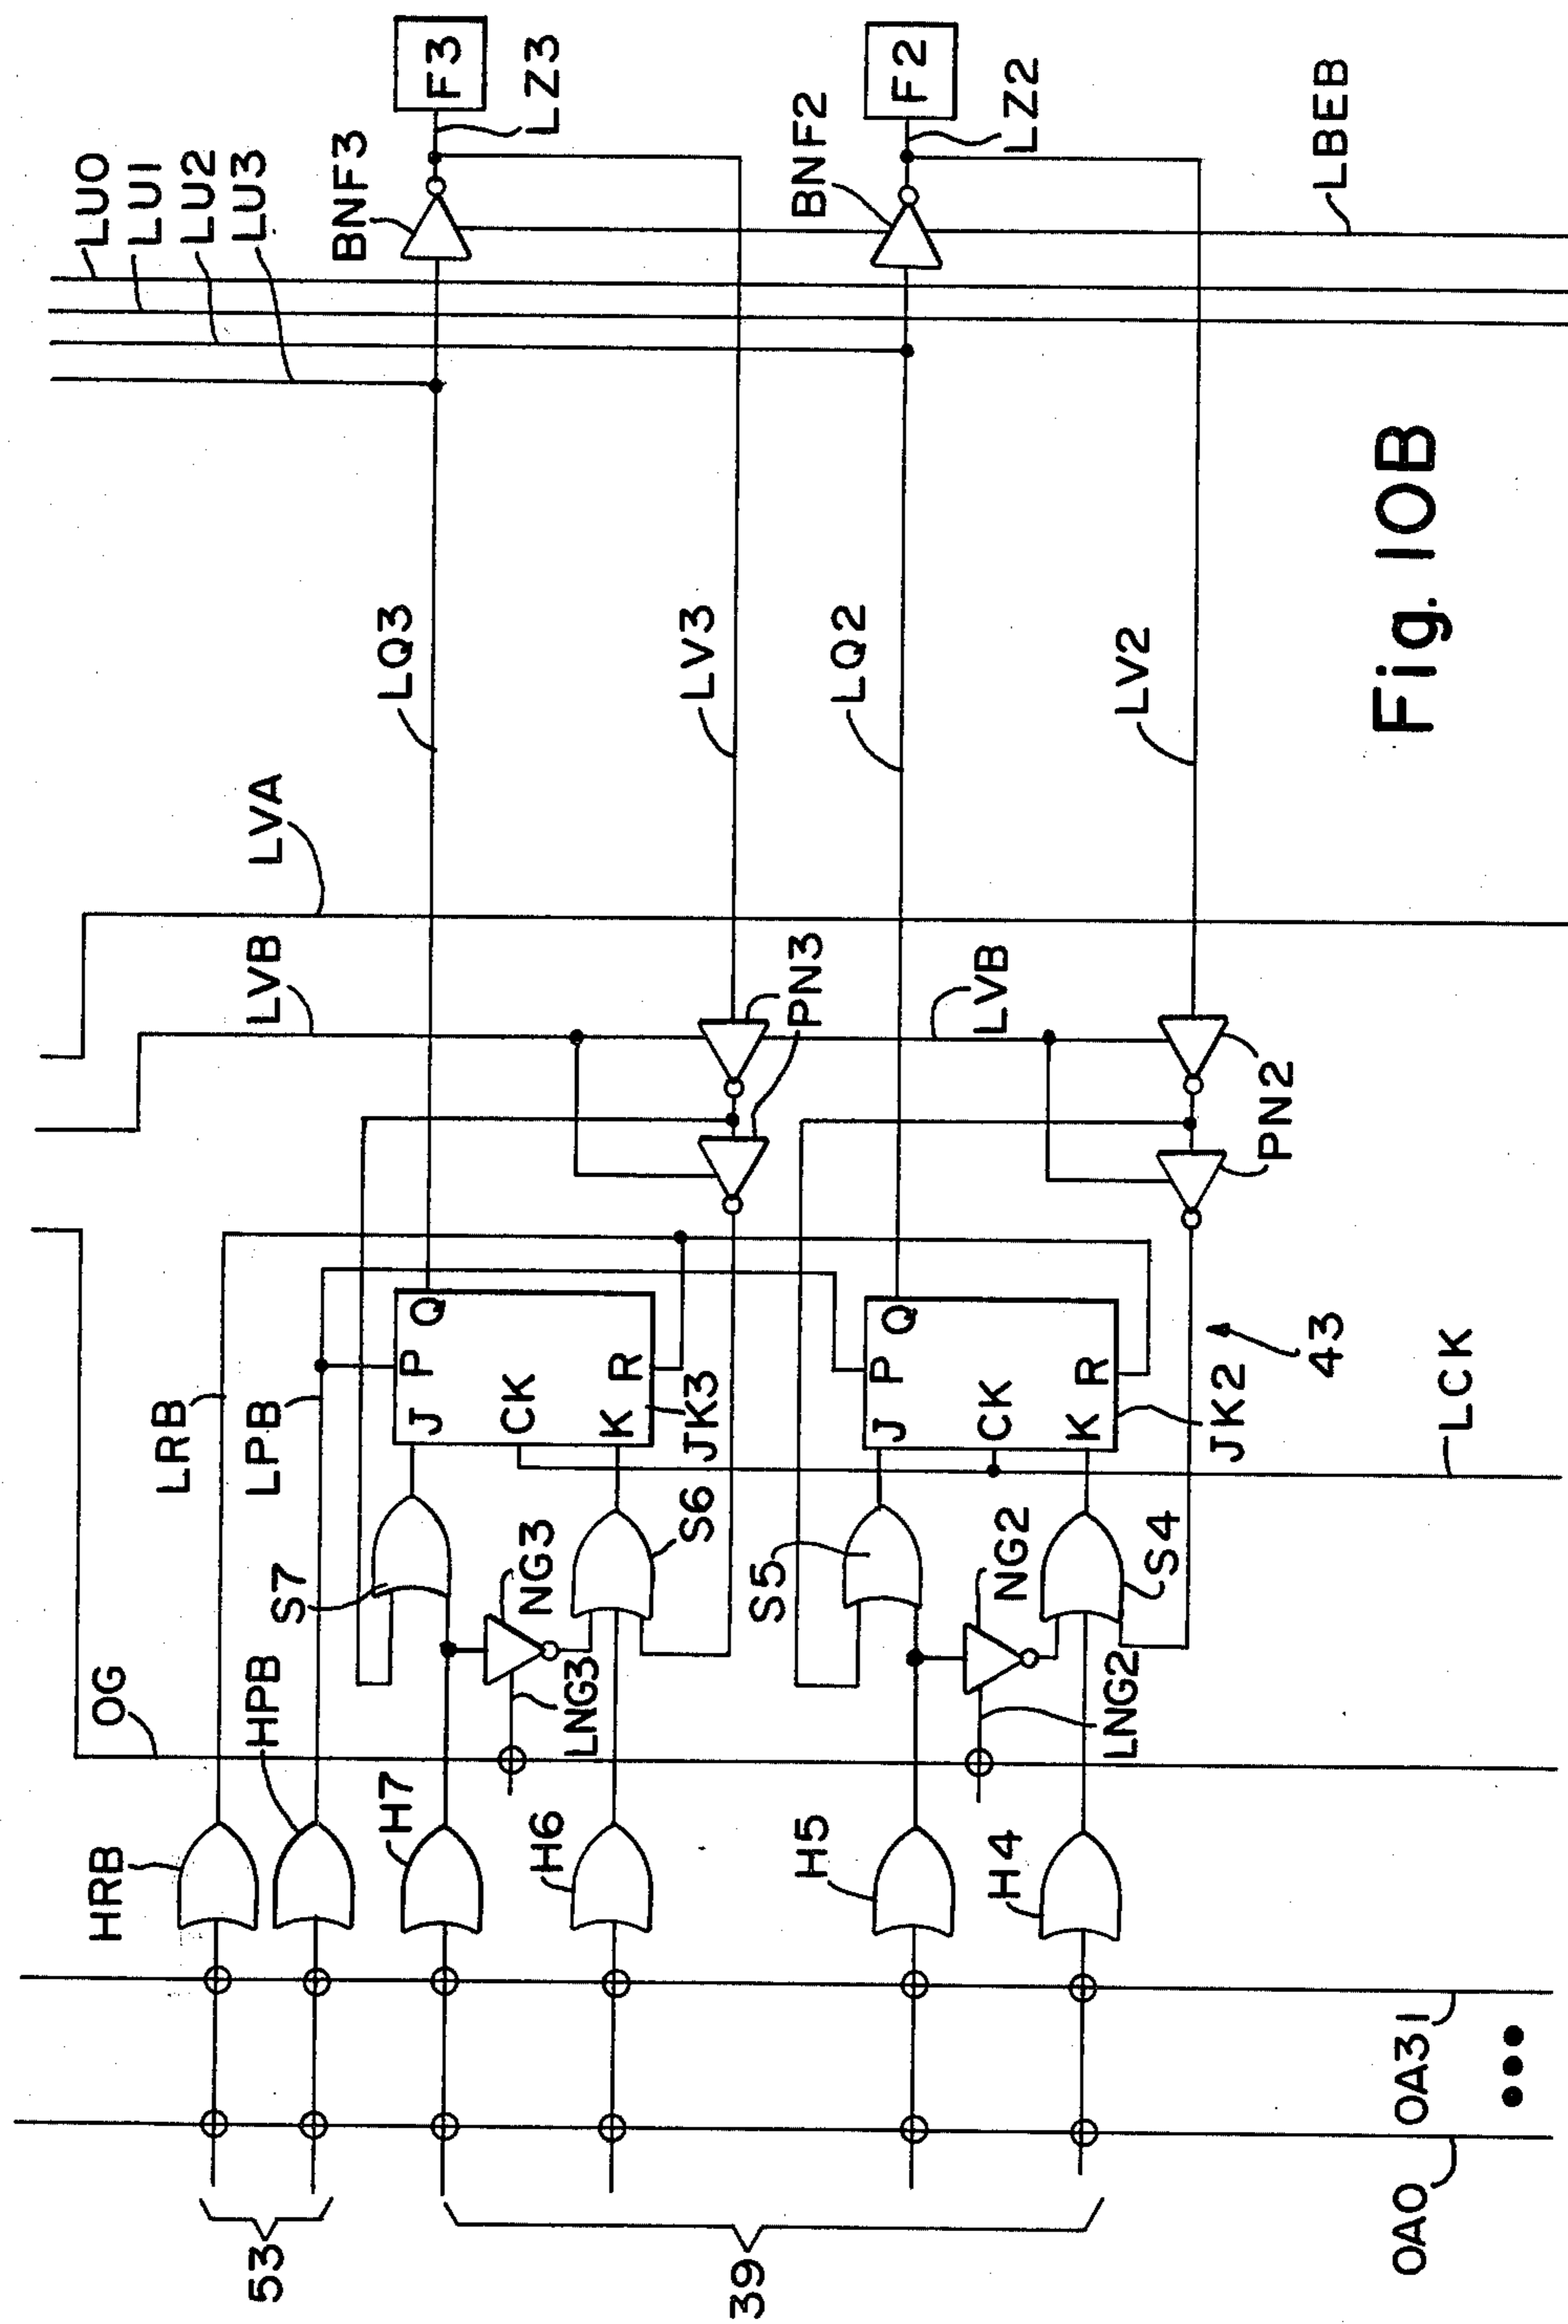 LU0
LU1
LU2
LU3
BNF3
F3
LZ3
BNF2
F2
LZ2
LBEB
LQ3
LV3
LQ2
LV2
LVA
LVB
PN3
LVB
PN2
LRB
LPB
J
P
Q
CK
K
R
JK3
J
P
Q
CK
K
R
JK2
43
LCK
S7
NG3
S6
S5
NG2
S4
OG
LNG3
LNG2
HRB
HPB
H7
H6
H5
H4
53
39
OA0
OA31
Fig. 10B